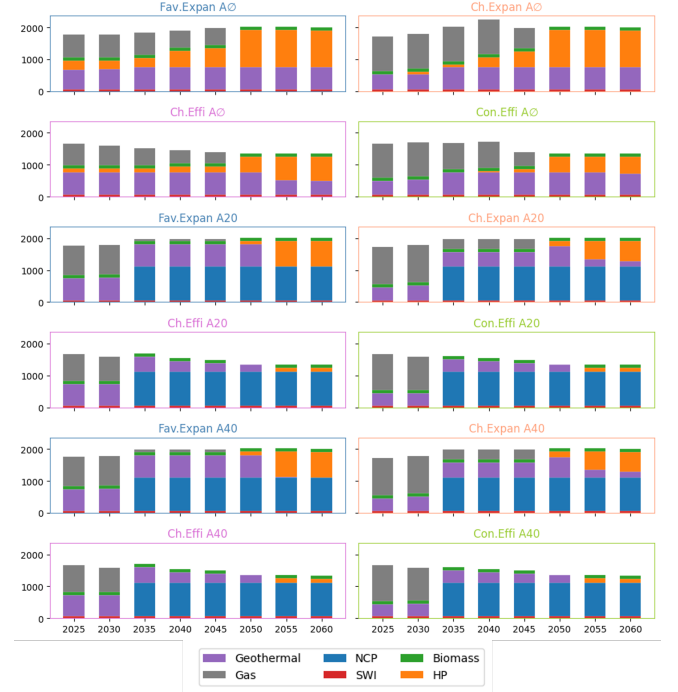 Fav.Expan A∅ Ch.Expan A∅
2000
1000
0
Ch.Effi A∅ Con.Effi A∅
2000
1000
0
Fav.Expan A20 Ch.Expan A20
2000
1000
0
Ch.Effi A20 Con.Effi A20
2000
1000
0
Fav.Expan A40 Ch.Expan A40
2000
1000
0
Ch.Effi A40 Con.Effi A40
2000
1000
0
2025 2030 2035 2040 2045 2050 2055 2060 2025 2030 2035 2040 2045 2050 2055 2060
Geothermal NCP Biomass
Gas SWI HP